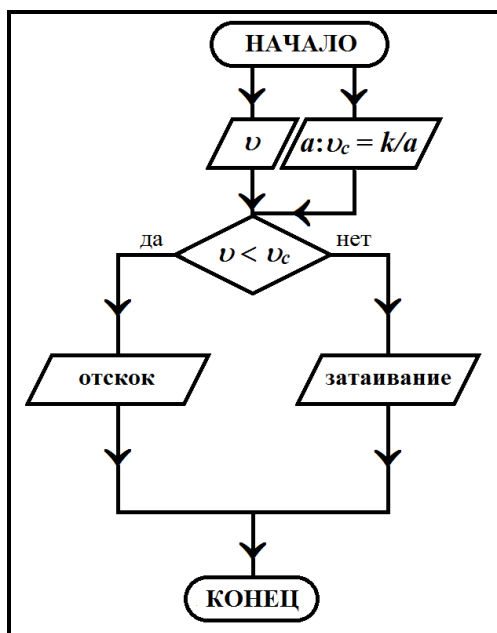 НАЧАЛО
υ
a:υc = k/a
да
υ < υc
нет
отскок
затаивание
КОНЕЦ